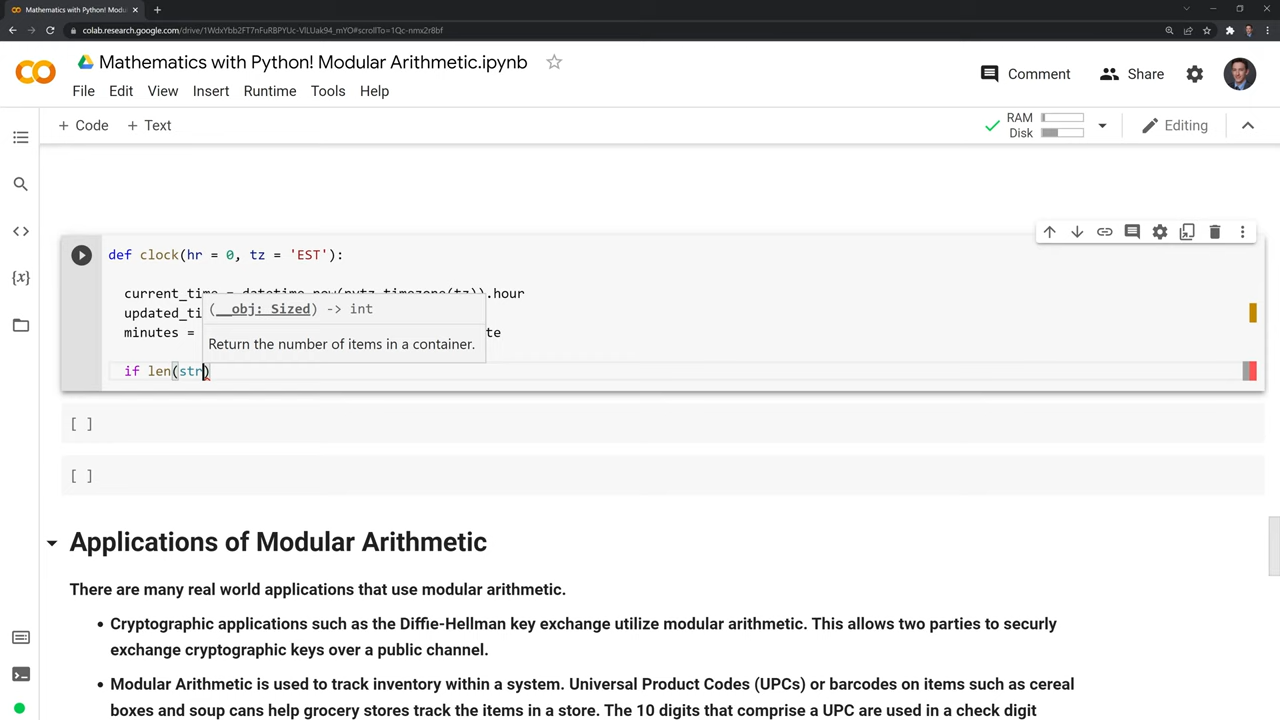 Mathematics with Python! Modul
colab.research.google.com/drive/1WdxYbb2FT7nFuRBPYUc-VlLUak94_mYO#scrollTo=1Qc-nmx2r8bf
CO
Mathematics with Python! Modular Arithmetic.ipynb
Comment
Share
File Edit View Insert Runtime Tools Help
+ Code + Text
RAM
Disk
Editing
def clock(hr = 0, tz = 'EST'):
current_time = datetime.now(pytz.timezone(tz)).hour
(__obj: Sized) -> int
updated_ti
minutes = te
Return the number of items in a container.
if len(str)
[ ]
[ ]
Applications of Modular Arithmetic
There are many real world applications that use modular arithmetic.
• Cryptographic applications such as the Diffie-Hellman key exchange utilize modular arithmetic. This allows two parties to securly
exchange cryptographic keys over a public channel.
• Modular Arithmetic is used to track inventory within a system. Universal Product Codes (UPCs) or barcodes on items such as cereal
boxes and soup cans help grocery stores track the items in a store. The 10 digits that comprise a UPC are used in a check digit